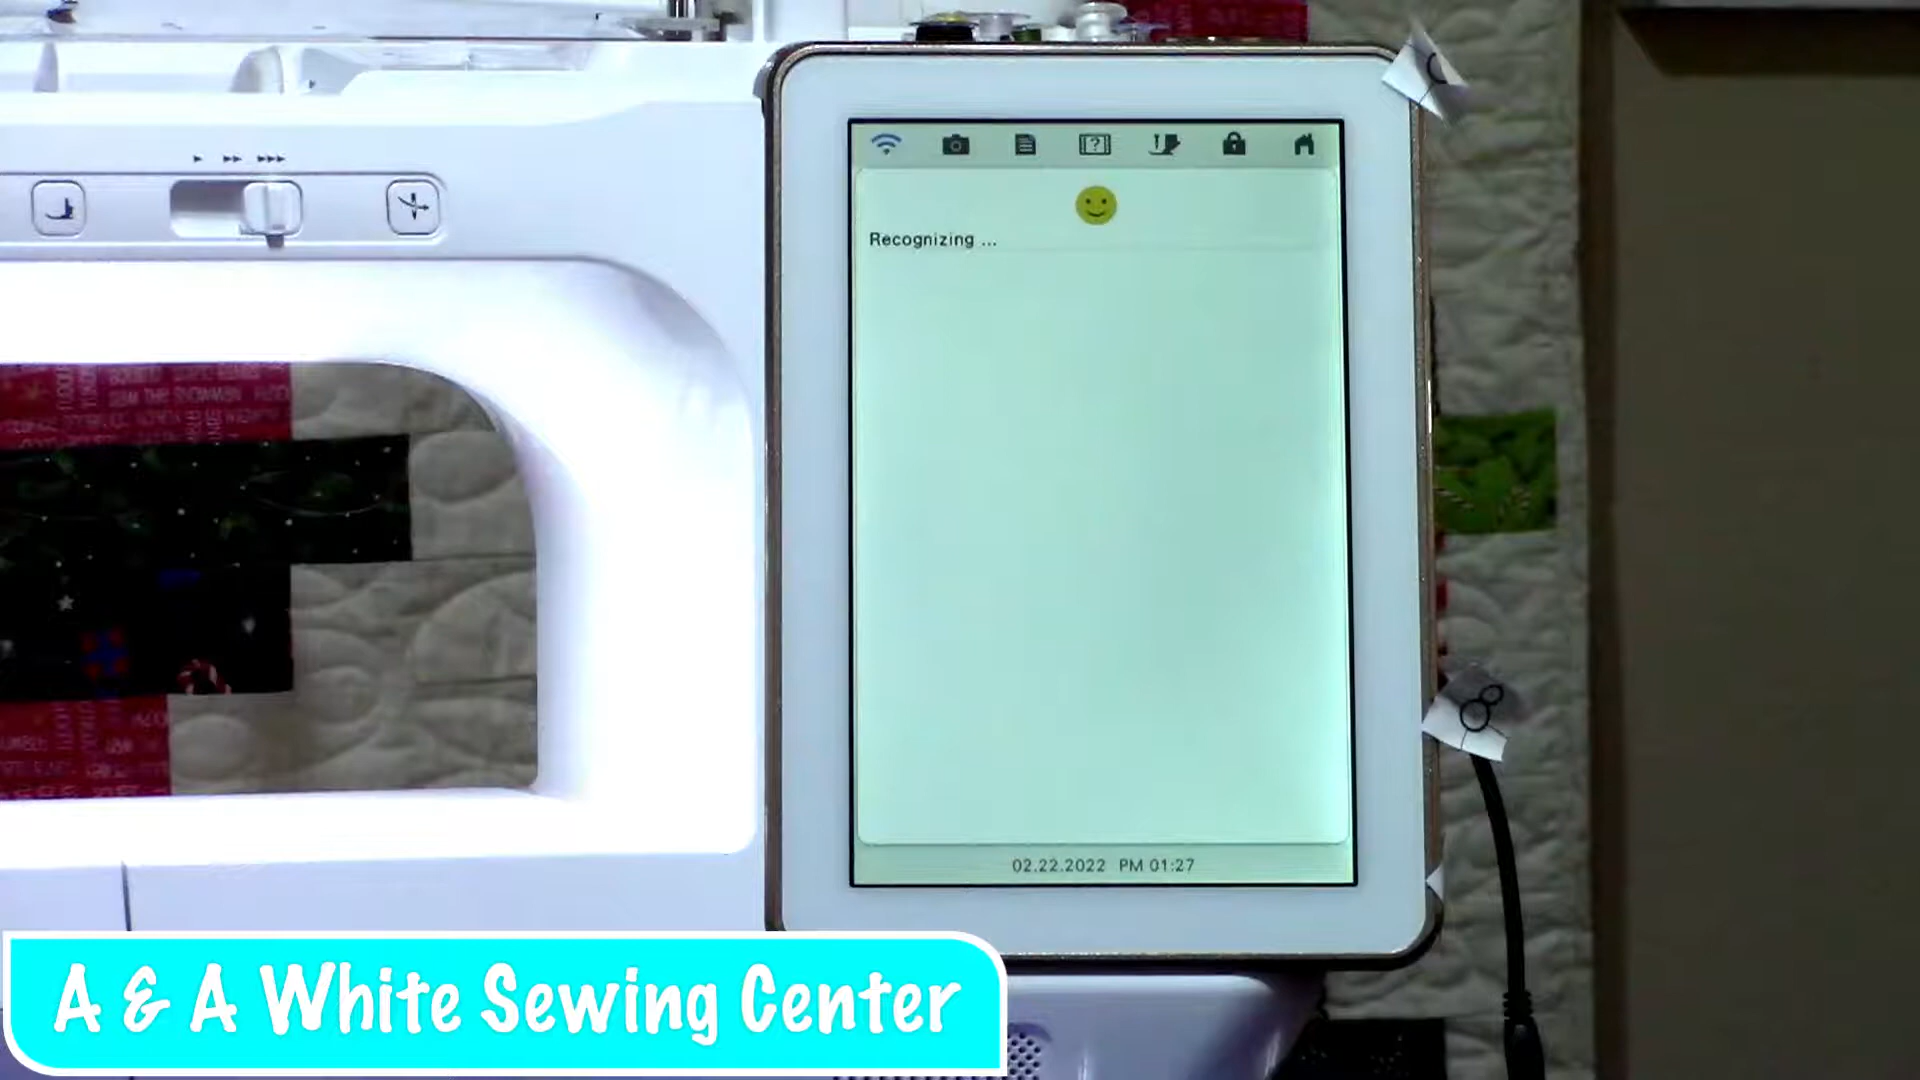 Recognizing ...
02.22.2022 PM 01:27
A & A White Sewing Center